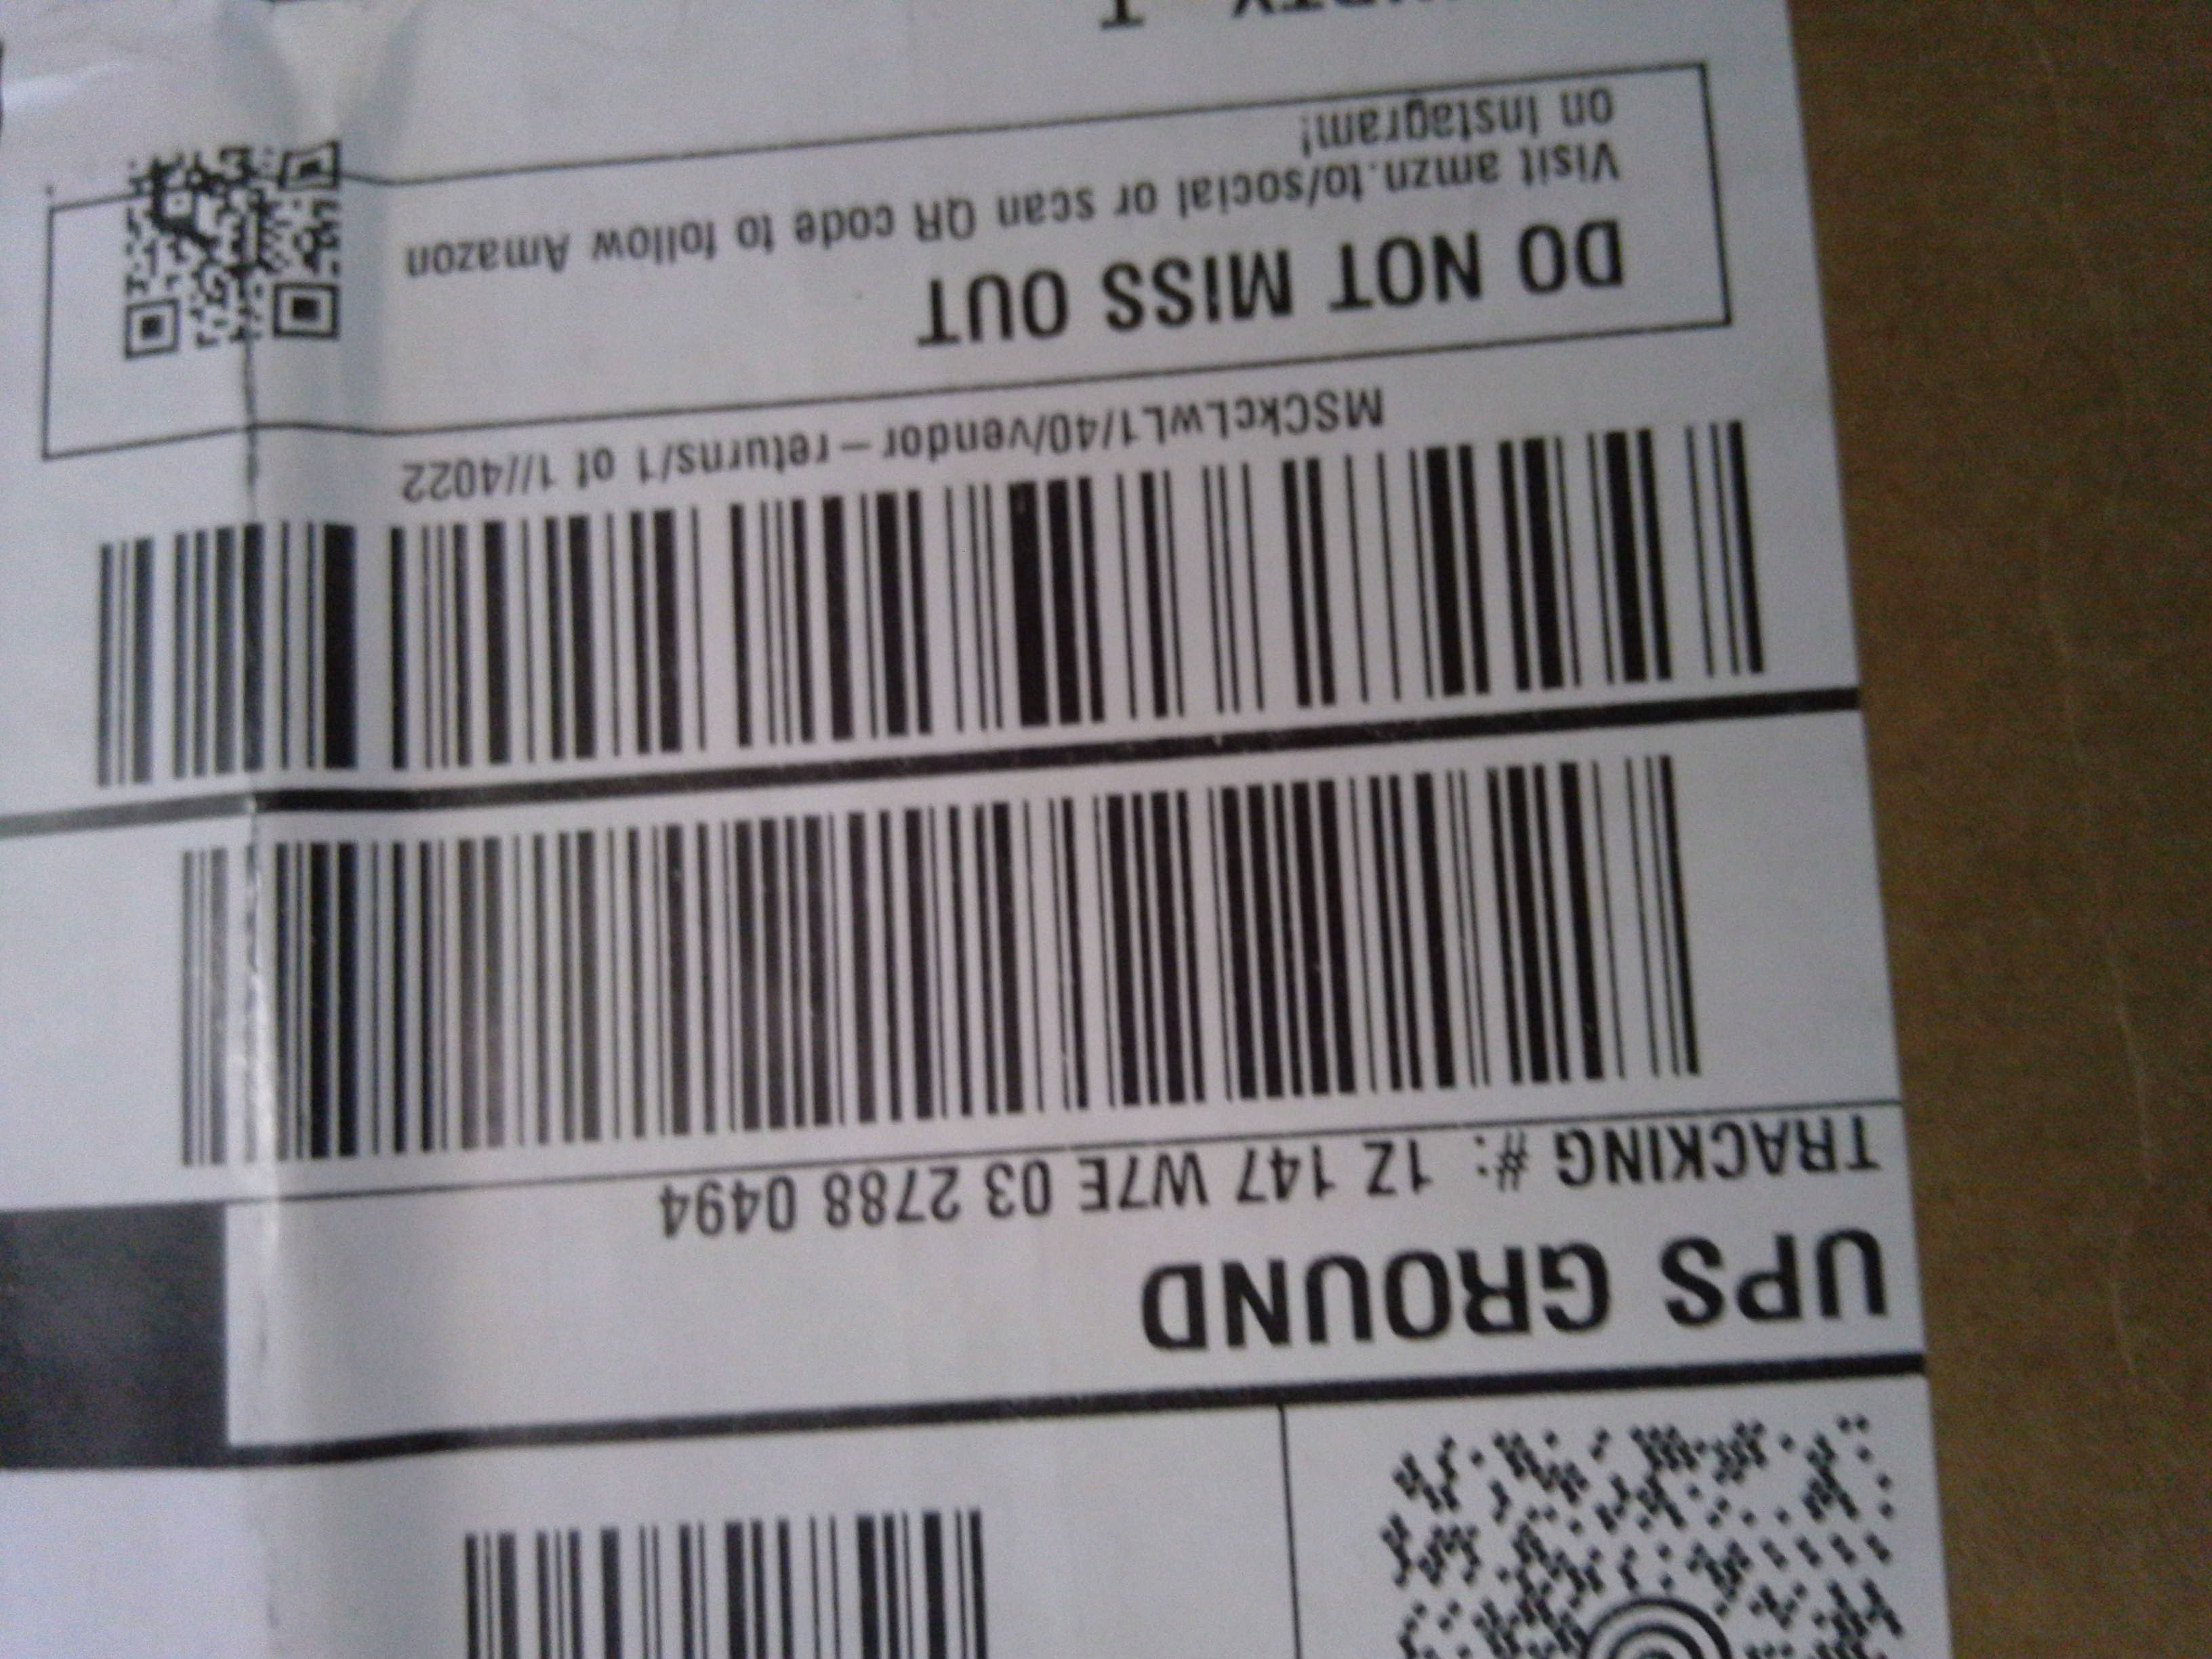 UPS GROUND
TRACKING #: 1Z 147 W7E 03 2788 0494
MSCkcLwL1/40/vendor-returns/1 of 1//4022
DO NOT MISS OUT
Visit amzn.to/social or scan QR code to follow Amazon
on Instagram!